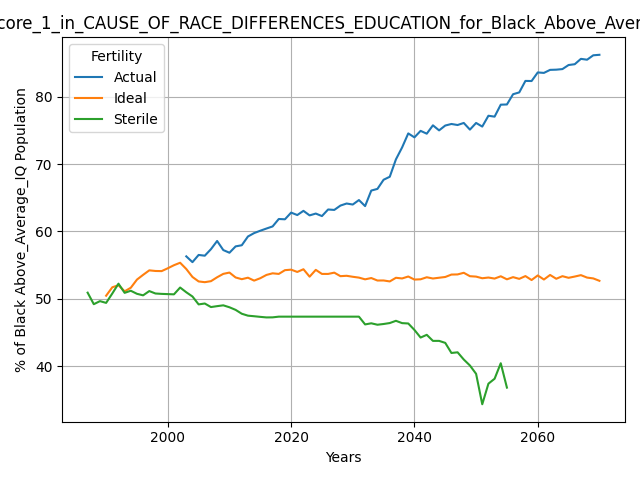 core_1_in_CAUSE_OF_RACE_DIFFERENCES_EDUCATION_for_Black_Above_Aver
Fertility
Actual
Ideal
Sterile
% of Black Above_Average_IQ Population
80
70
60
50
40
2000
2020
2040
2060
Years